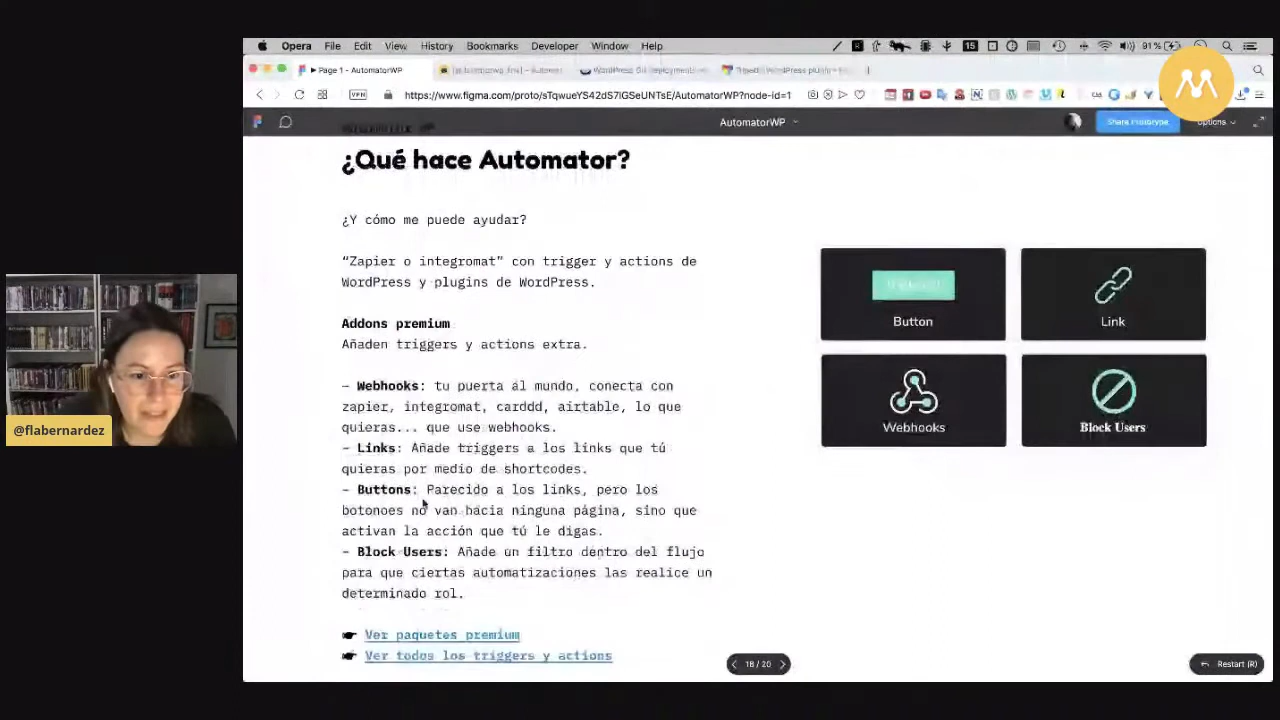 Opera File Edit View History Bookmarks Developer Window Help
15
91%
Page 1 - AutomatorWP
VPN
https://www.figma.com/proto/sTqwueYS42dS7IGSeUNTsE/AutomatorWP?node-id=1
AutomatorWP
Share Prototype
Options
¿Qué hace Automator?
¿Y cómo me puede ayudar?
“Zapier o integromat” con trigger y actions de
WordPress y plugins de WordPress.
Addons premium
Añaden triggers y actions extra.
- Webhooks: tu puerta al mundo, conecta con
zapier, integromat, carddd, airtable, lo que
quieras... que use webhooks.
- Links: Añade triggers a los links que tú
quieras por medio de shortcodes.
- Buttons: Parecido a los links, pero los
botonoes no van hacia ninguna página, sino que
activan la acción que tú le digas.
- Block Users: Añade un filtro dentro del flujo
para que ciertas automatizaciones las realice un
determinado rol.
Ver paquetes premium
Ver todos los triggers y actions
Button
Link
Webhooks
Block Users
18 / 20
Restart (R)
@flabernardez